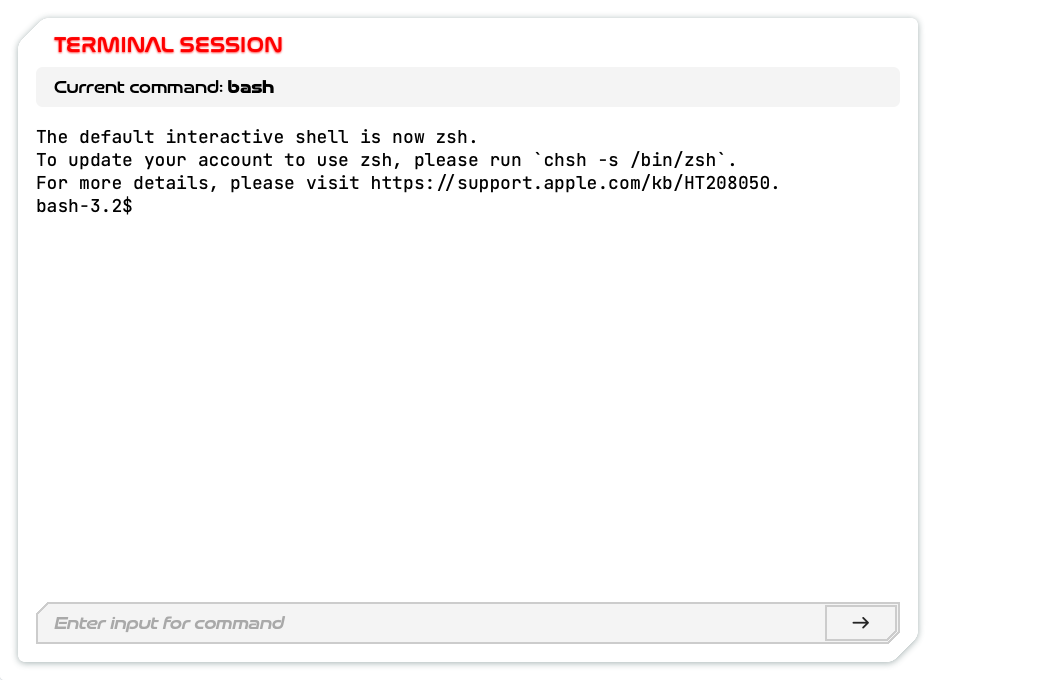 TERMINAL SESSION
Current command: bash
The default interactive shell is now zsh.
To update your account to use zsh, please run `chsh -s /bin/zsh`.
For more details, please visit https://support.apple.com/kb/HT208050.
bash-3.2$
Enter input for command
→